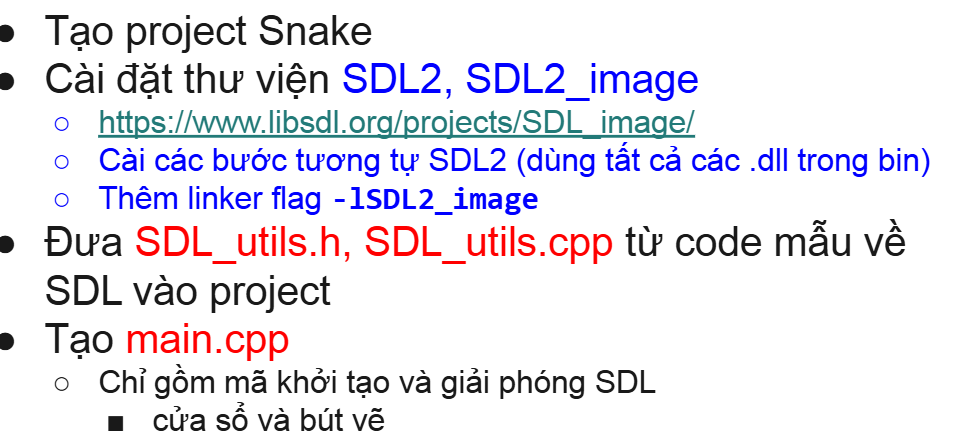 ● Tạo project Snake
● Cài đặt thư viện SDL2, SDL2_image
○ https://www.libsdl.org/projects/SDL_image/
○ Cài các bước tương tự SDL2 (dùng tất cả các .dll trong bin)
○ Thêm linker flag -lSDL2_image
● Đưa SDL_utils.h, SDL_utils.cpp từ code mẫu về
SDL vào project
● Tạo main.cpp
○ Chỉ gồm mã khởi tạo và giải phóng SDL
■ cửa sổ và bút vẽ